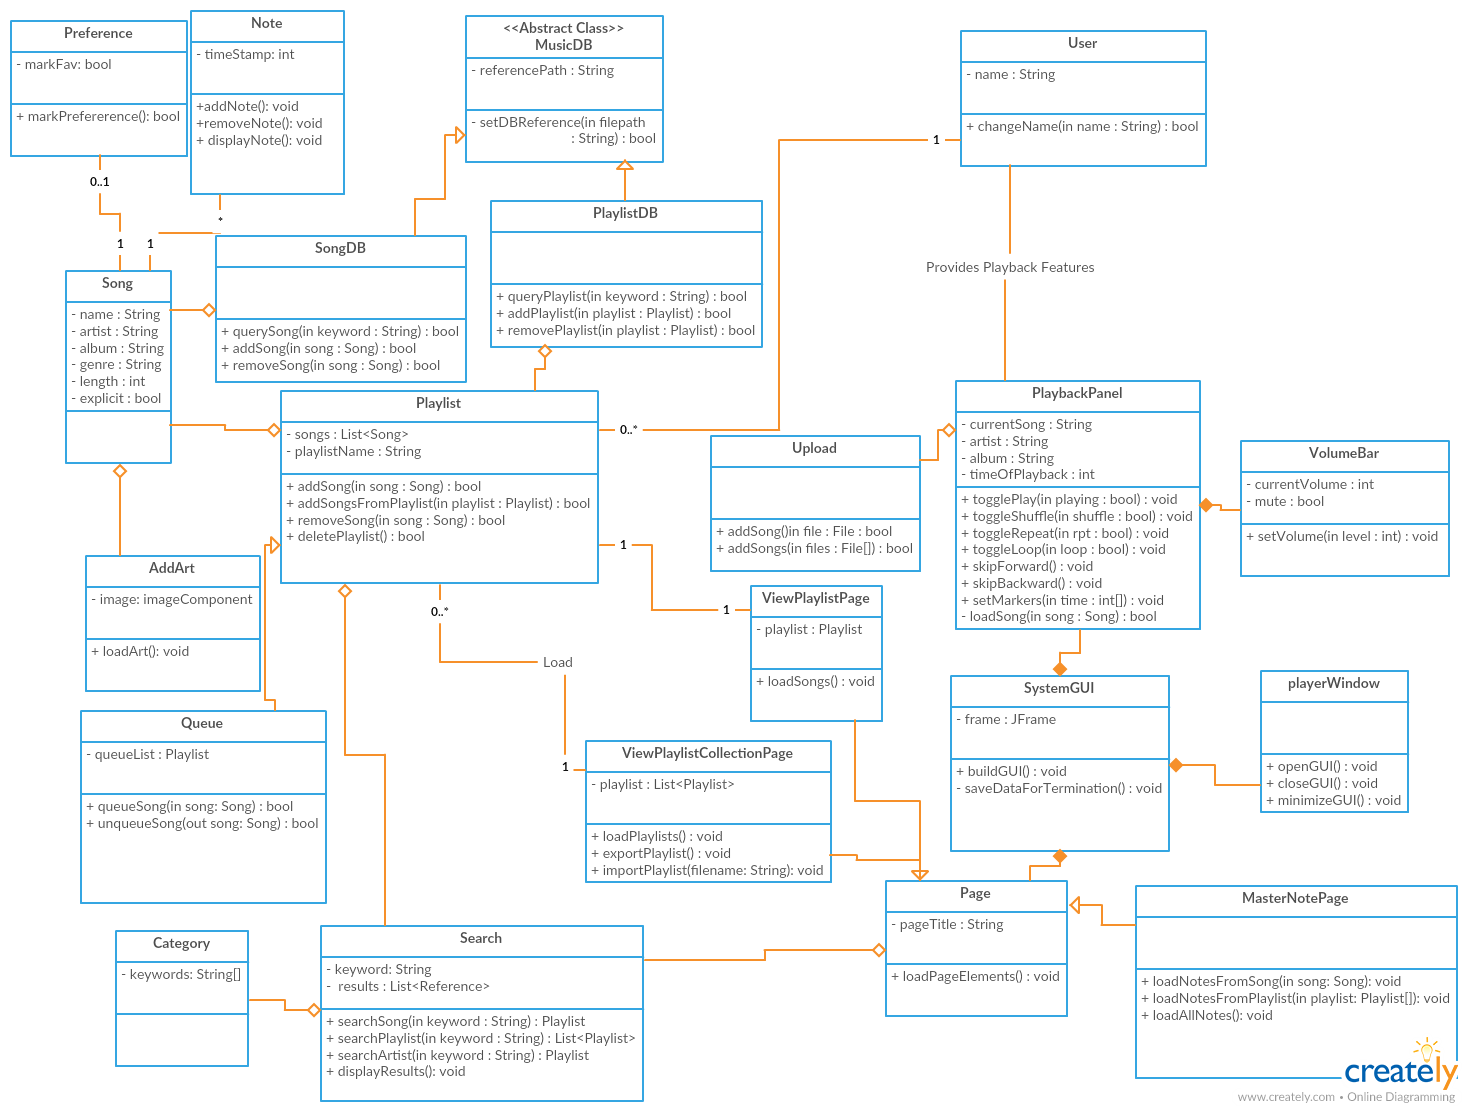 Preference
- markFav: bool
+ markPrefererence(): bool
Note
- timeStamp: int
+addNote(): void
+removeNote(): void
+ displayNote(): void
<<Abstract Class>>
MusicDB
- referencePath : String
- setDBReference(in filepath
: String) : bool
User
- name : String
+ changeName(in name : String) : bool
0..1
*
1
1
1
SongDB
+ querySong(in keyword : String) : bool
+ addSong(in song : Song) : bool
+ removeSong(in song : Song) : bool
PlaylistDB
+ queryPlaylist(in keyword : String) : bool
+ addPlaylist(in playlist : Playlist) : bool
+ removePlaylist(in playlist : Playlist) : bool
Provides Playback Features
Song
- name : String
- artist : String
- album : String
- genre : String
- length : int
- explicit : bool
Playlist
- songs : List<Song>
- playlistName : String
+ addSong(in song : Song) : bool
+ addSongsFromPlaylist(in playlist : Playlist) : bool
+ removeSong(in song : Song) : bool
+ deletePlaylist() : bool
0..*
Upload
+ addSong()in file : File : bool
+ addSongs(in files : File[]) : bool
PlaybackPanel
- currentSong : String
- artist : String
- album : String
- timeOfPlayback : int
+ togglePlay(in playing : bool) : void
+ toggleShuffle(in shuffle : bool) : void
+ toggleRepeat(in rpt : bool) : void
+ toggleLoop(in loop : bool) : void
+ skipForward() : void
+ skipBackward() : void
+ setMarkers(in time : int[]) : void
- loadSong(in song : Song) : bool
VolumeBar
- currentVolume : int
- mute : bool
+ setVolume(in level : int) : void
1
1
0..*
Load
1
AddArt
- image: imageComponent
+ loadArt(): void
ViewPlaylistPage
- playlist : Playlist
+ loadSongs() : void
Queue
- queueList : Playlist
+ queueSong(in song: Song) : bool
+ unqueueSong(out song: Song) : bool
ViewPlaylistCollectionPage
- playlist : List<Playlist>
+ loadPlaylists() : void
+ exportPlaylist() : void
+ importPlaylist(filename: String): void
SystemGUI
- frame : JFrame
+ buildGUI() : void
- saveDataForTermination() : void
playerWindow
+ openGUI() : void
+ closeGUI() : void
+ minimizeGUI() : void
Category
- keywords: String[]
Search
- keyword: String
- results : List<Reference>
+ searchSong(in keyword : String) : Playlist
+ searchPlaylist(in keyword : String) : List<Playlist>
+ searchArtist(in keyword : String) : Playlist
+ displayResults(): void
Page
- pageTitle : String
+ loadPageElements() : void
MasterNotePage
+ loadNotesFromSong(in song: Song): void
+ loadNotesFromPlaylist(in playlist: Playlist[]): void
+ loadAllNotes(): void
creately
www.creately.com • Online Diagramming